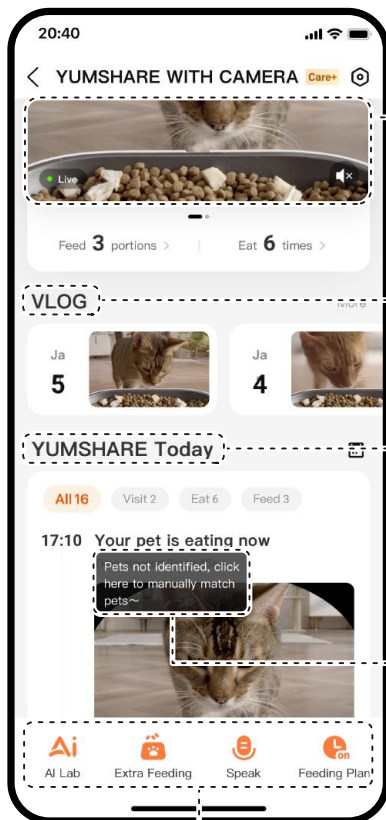 20:40
YUMSHARE WITH CAMERA Care+
Live
Feed 3 portions >
Eat 6 times >
VLOG
More
Ja
5
Ja
4
YUMSHARE Today
All 16
Visit 2
Eat 6
Feed 3
17:10 Your pet is eating now
Pets not identified, click
here to manually match
pets~
Ai
on
AI Lab
Extra Feeding
Speak
Feeding Plan